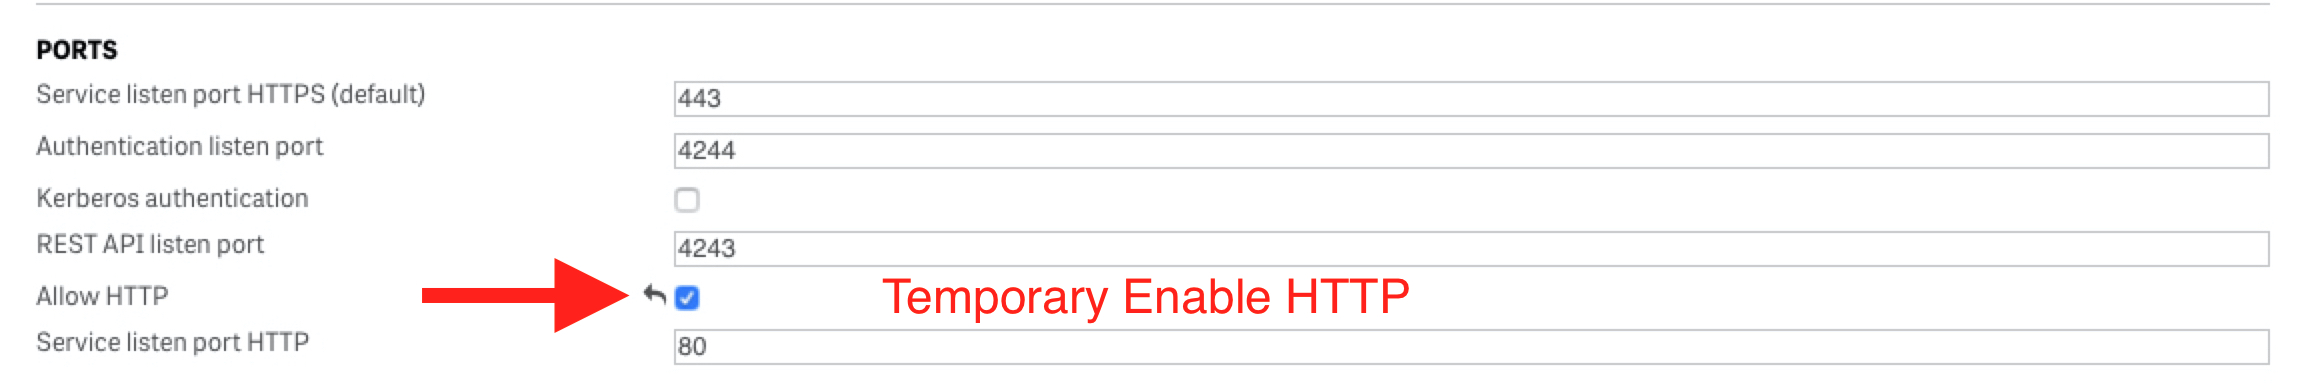 PORTS
Service listen port HTTPS (default)
443
Authentication listen port
4244
Kerberos authentication
REST API listen port
4243
Allow HTTP
Temporary Enable HTTP
Service listen port HTTP
80